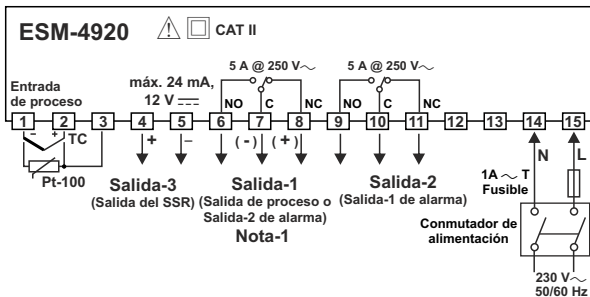 ESM-4920 CAT II
Entrada
de proceso
máx. 24 mA,
12 V
5 A @ 250 V~
5 A @ 250 V~
NO C NC NO C NC
1 2 3 4 5 6 7 8 9 10 11 12 13 14 15
- + TC
Pt-100
+ –
(-) (+)
N L
Salida-3
(Salida del SSR)
Salida-1
(Salida de proceso o
Salida-2 de alarma)
Nota-1
Salida-2
(Salida-1 de alarma)
1A ~ T
Fusible
Conmutador de
alimentación
230 V~
50/60 Hz